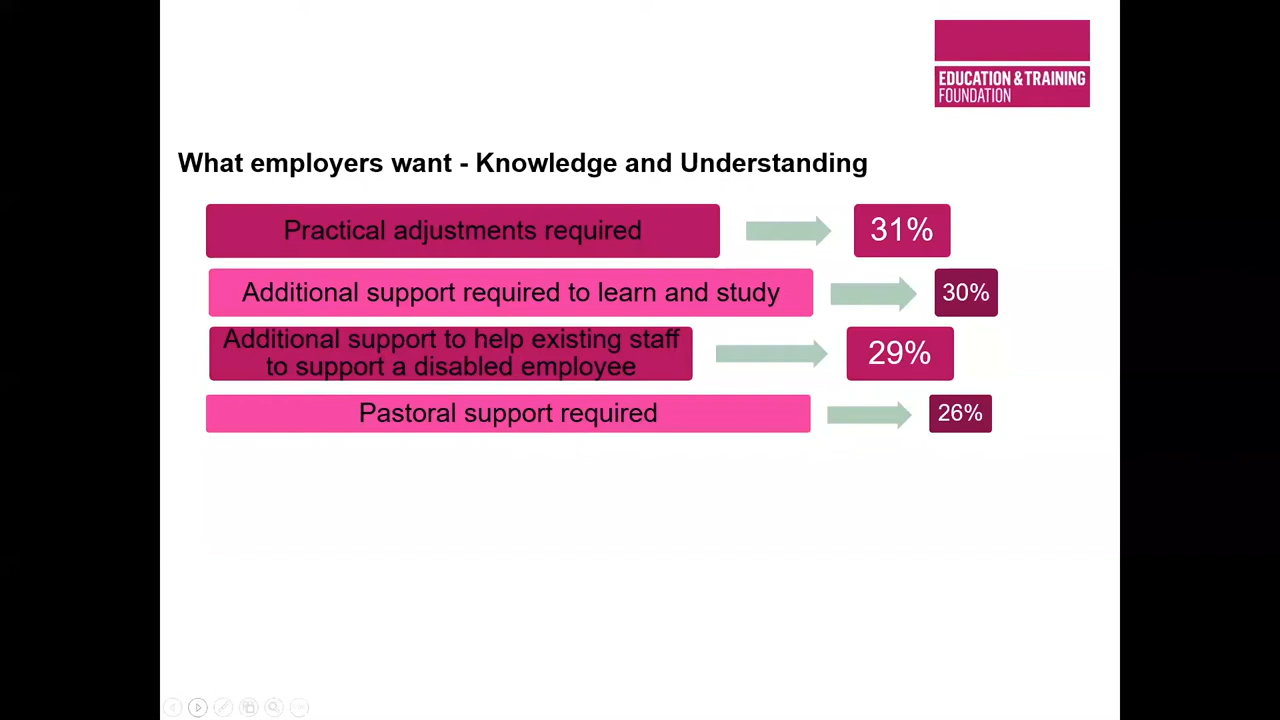 EDUCATION & TRAINING
FOUNDATION
What employers want - Knowledge and Understanding
Practical adjustments required
31%
Additional support required to learn and study
30%
Additional support to help existing staff
to support a disabled employee
29%
Pastoral support required
26%